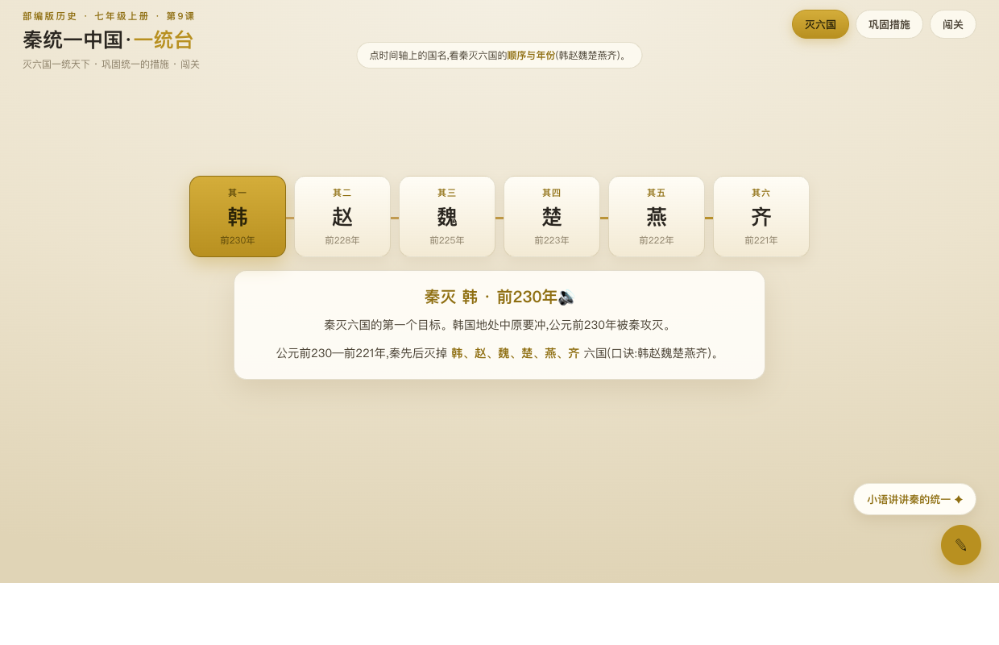 部编版历史 · 七年级上册 · 第9课
秦统一中国·一统台
灭六国一统天下 · 巩固统一的措施 · 闯关
灭六国
巩固措施
闯关
点时间轴上的国名,看秦灭六国的顺序与年份(韩赵魏楚燕齐)。
其一
韩
前230年
其二
赵
前228年
其三
魏
前225年
其四
楚
前223年
其五
燕
前222年
其六
齐
前221年
秦灭 韩 · 前230年
秦灭六国的第一个目标。韩国地处中原要冲,公元前230年被秦攻灭。
公元前230—前221年,秦先后灭掉 韩、赵、魏、楚、燕、齐 六国(口诀:韩赵魏楚燕齐)。
小语讲讲秦的统一 ✦